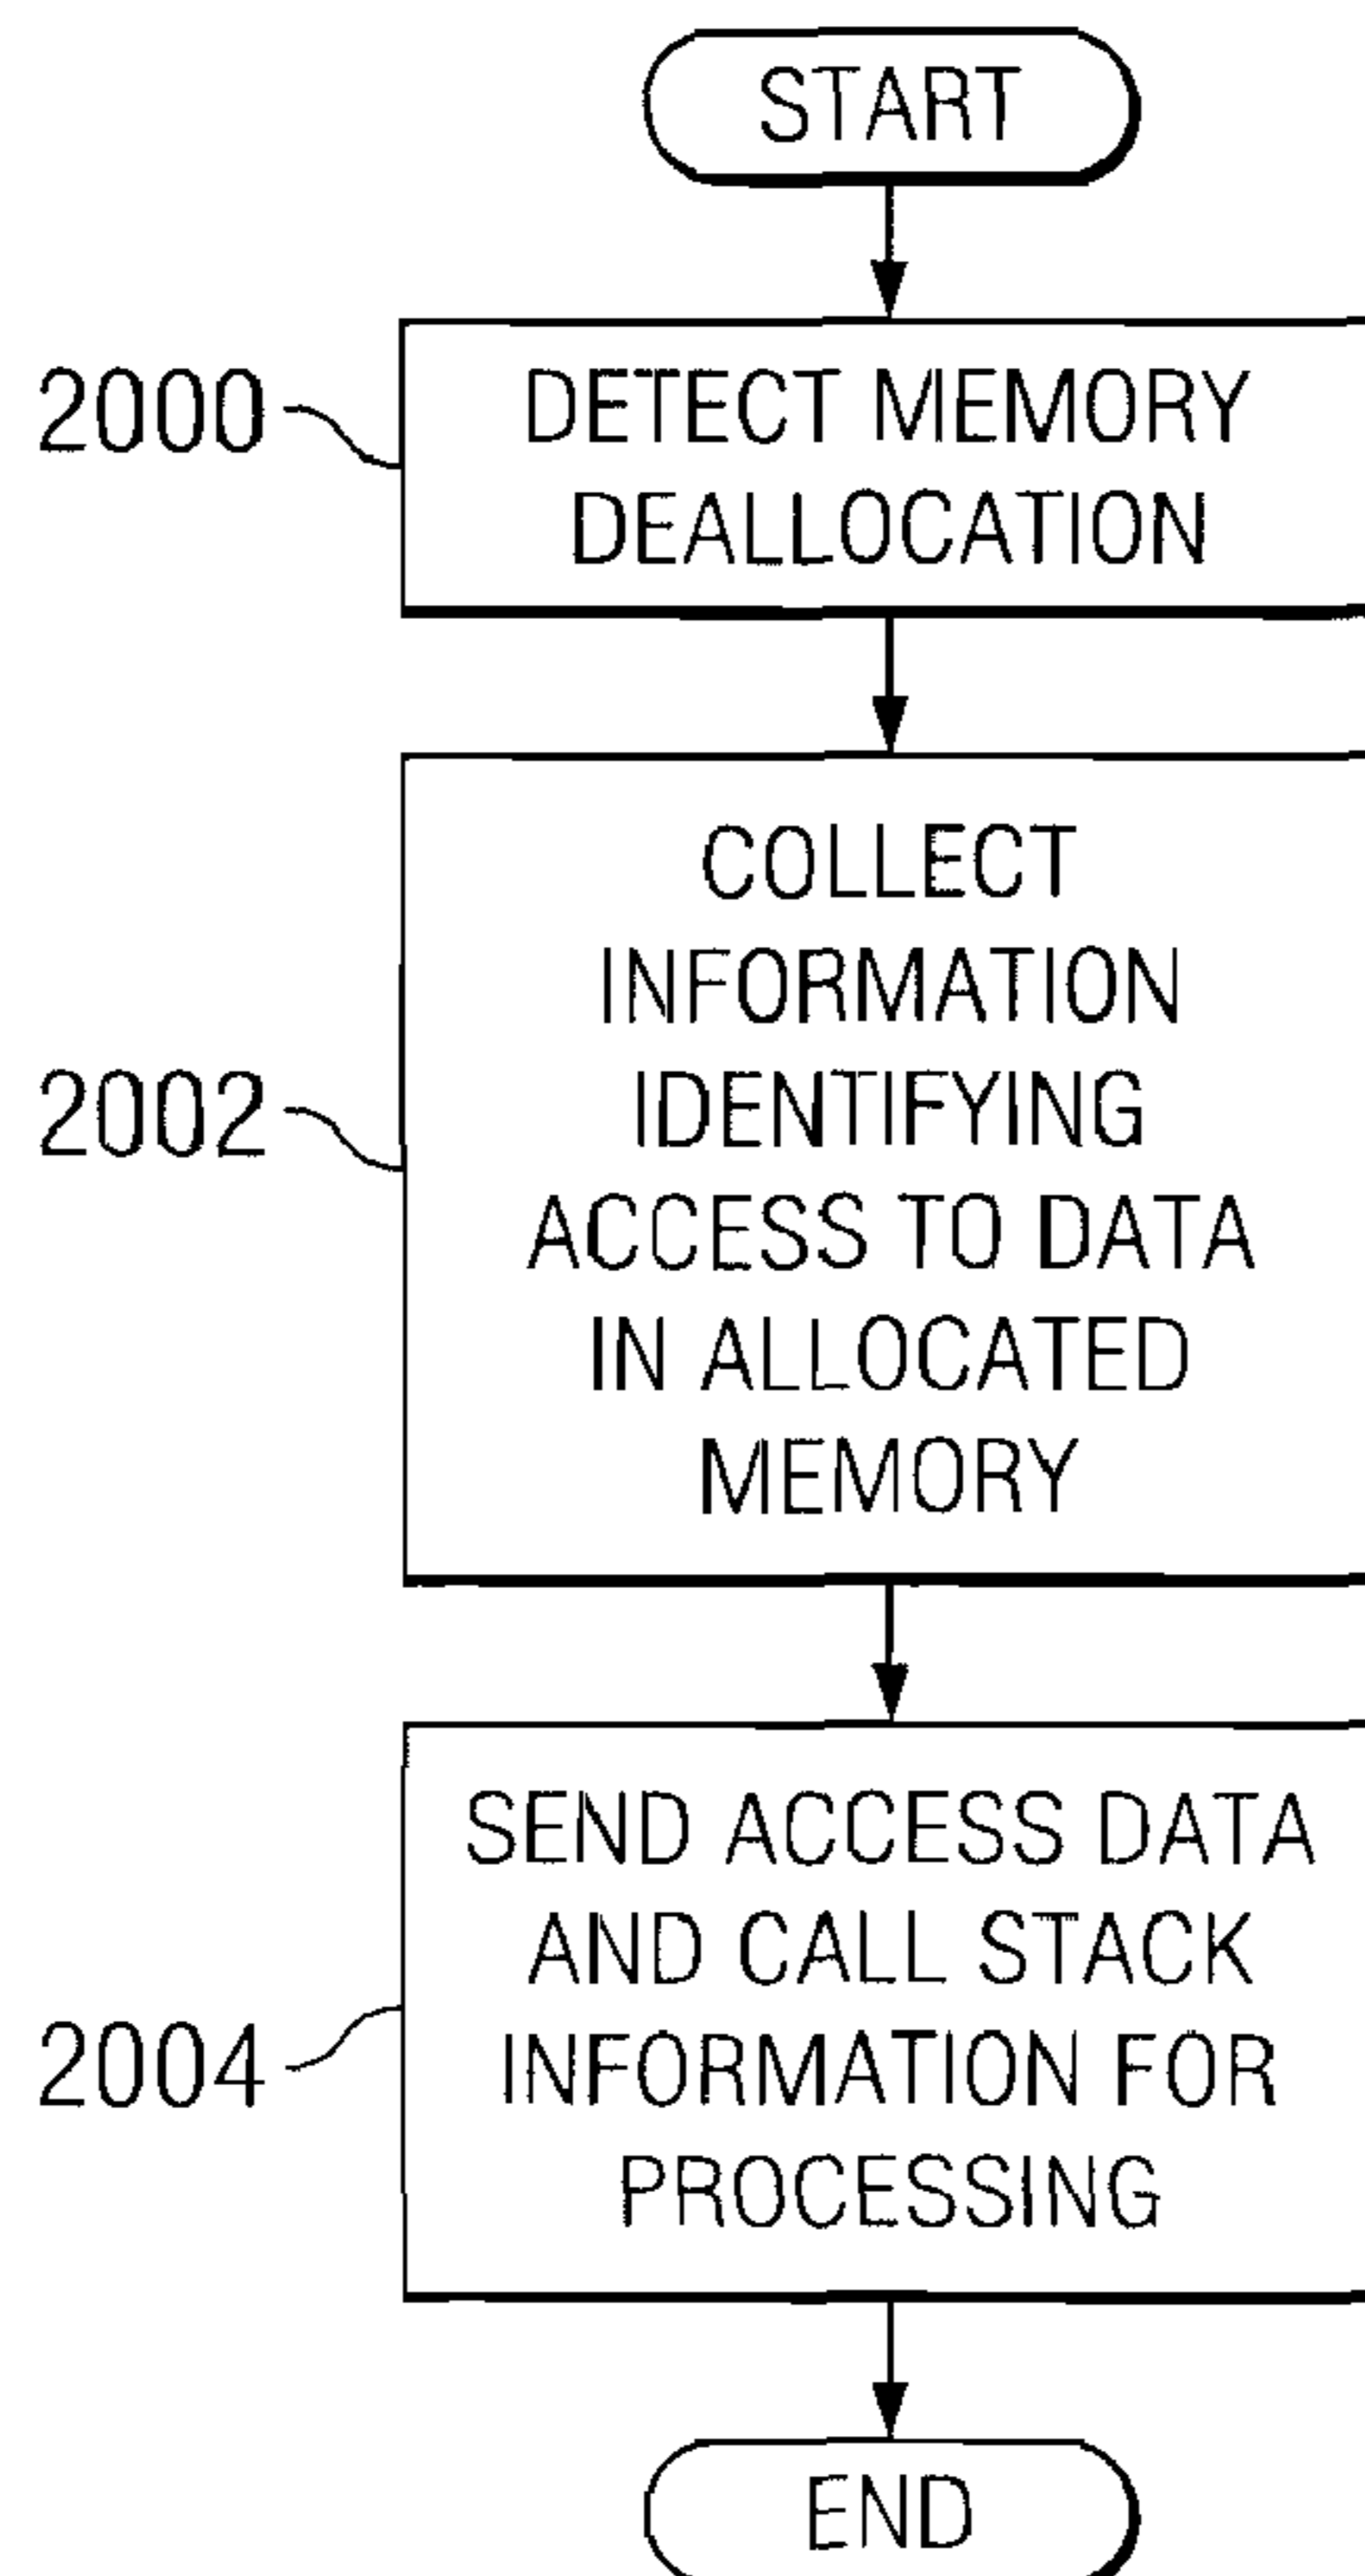 START
2000
DETECT MEMORY
DEALLOCATION
2002
COLLECT
INFORMATION
IDENTIFYING
ACCESS TO DATA
IN ALLOCATED
MEMORY
2004
SEND ACCESS DATA
AND CALL STACK
INFORMATION FOR
PROCESSING
END